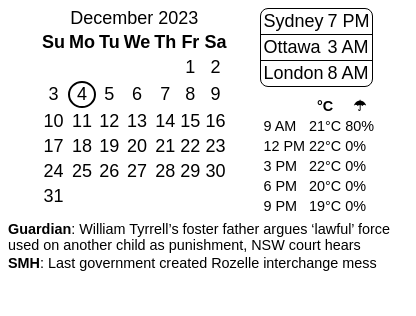 December 2023
Su Mo Tu We Th Fr Sa
1 2
3 4 5 6 7 8 9
10 11 12 13 14 15 16
17 18 19 20 21 22 23
24 25 26 27 28 29 30
31
Sydney 7 PM
Ottawa 3 AM
London 8 AM
°C ☂
9 AM 21°C 80%
12 PM 22°C 0%
3 PM 22°C 0%
6 PM 20°C 0%
9 PM 19°C 0%
Guardian: William Tyrrell’s foster father argues ‘lawful’ force
used on another child as punishment, NSW court hears
SMH: Last government created Rozelle interchange mess